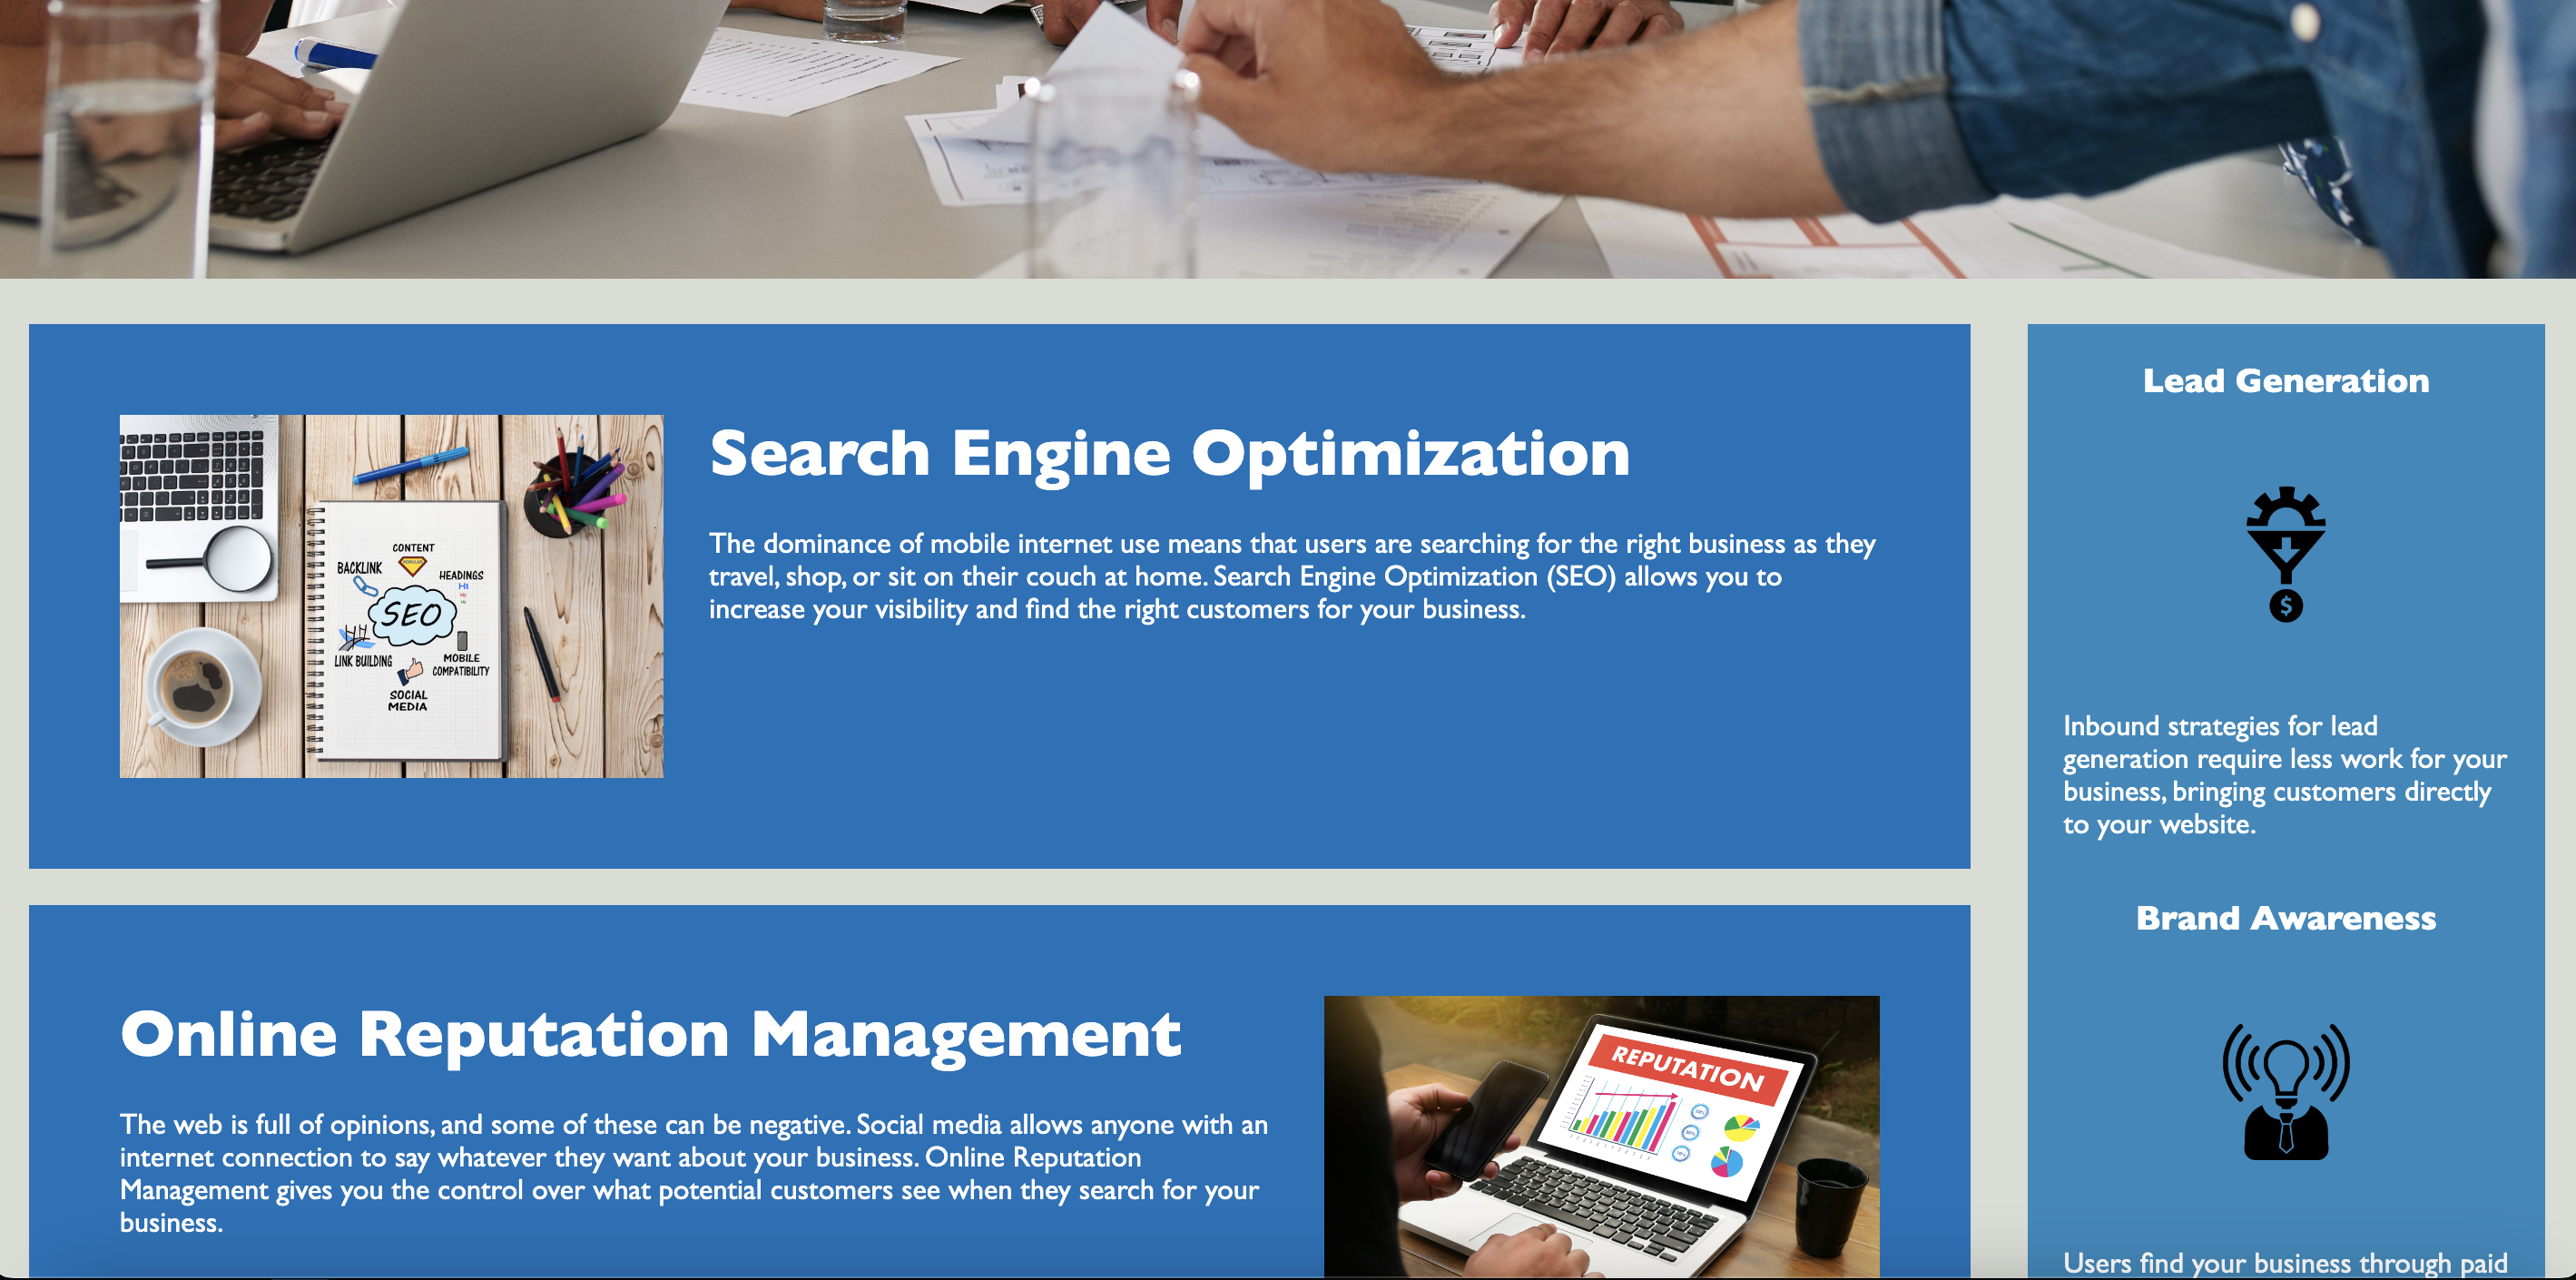 Search Engine Optimization
The dominance of mobile internet use means that users are searching for the right business as they
travel, shop, or sit on their couch at home. Search Engine Optimization (SEO) allows you to
increase your visibility and find the right customers for your business.
CONTENT
BACKLINK
HEADINGS
H1
SEO
LINK BUILDING
MOBILE
COMPATIBILITY
SOCIAL
MEDIA
Online Reputation Management
The web is full of opinions, and some of these can be negative. Social media allows anyone with an
internet connection to say whatever they want about your business. Online Reputation
Management gives you the control over what potential customers see when they search for your
business.
REPUTATION
Lead Generation
$
Inbound strategies for lead
generation require less work for your
business, bringing customers directly
to your website.
Brand Awareness
Users find your business through paid